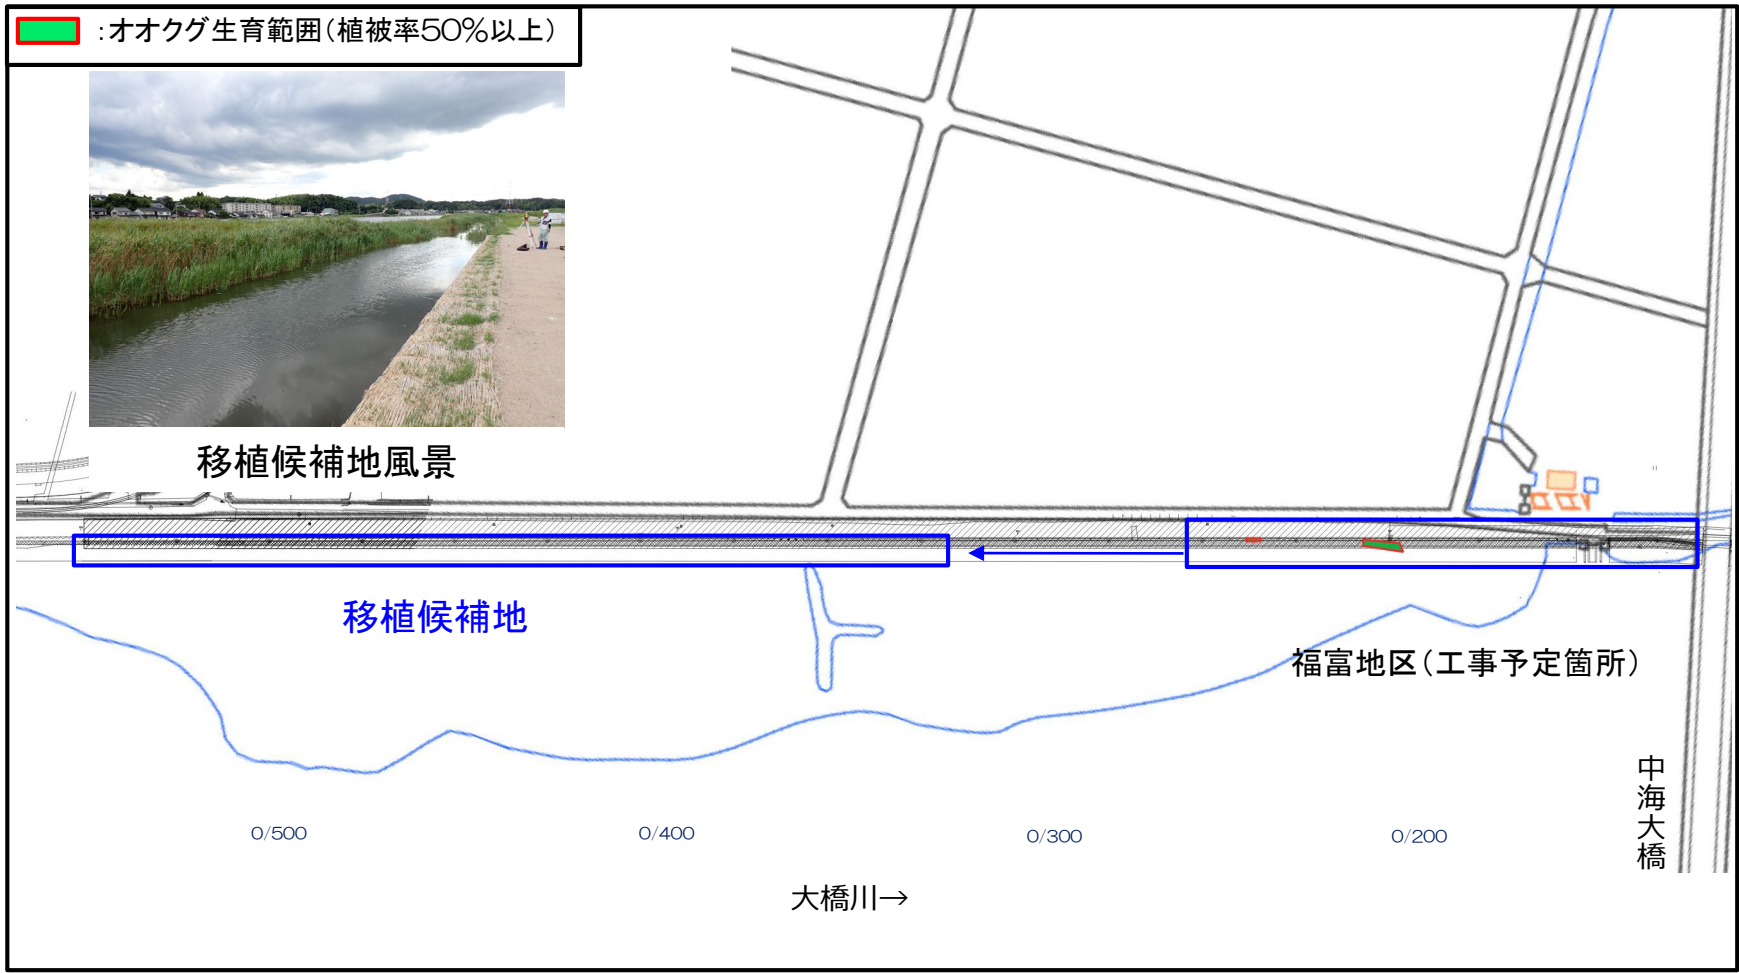 ：オオクグ生育範囲（植被率50%以上）
移植候補地風景
移植候補地
福富地区（工事予定箇所）
中海大橋
0/500
0/400
0/300
0/200
大橋川→